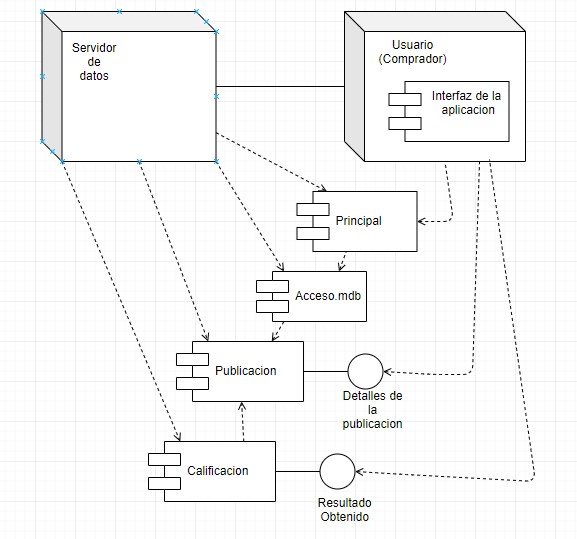 Servidor
de
datos
Usuario
(Comprador)
Interfaz de la
aplicacion
Principal
Acceso.mdb
Publicacion
Detalles de
la
publicacion
Calificacion
Resultado
Obtenido